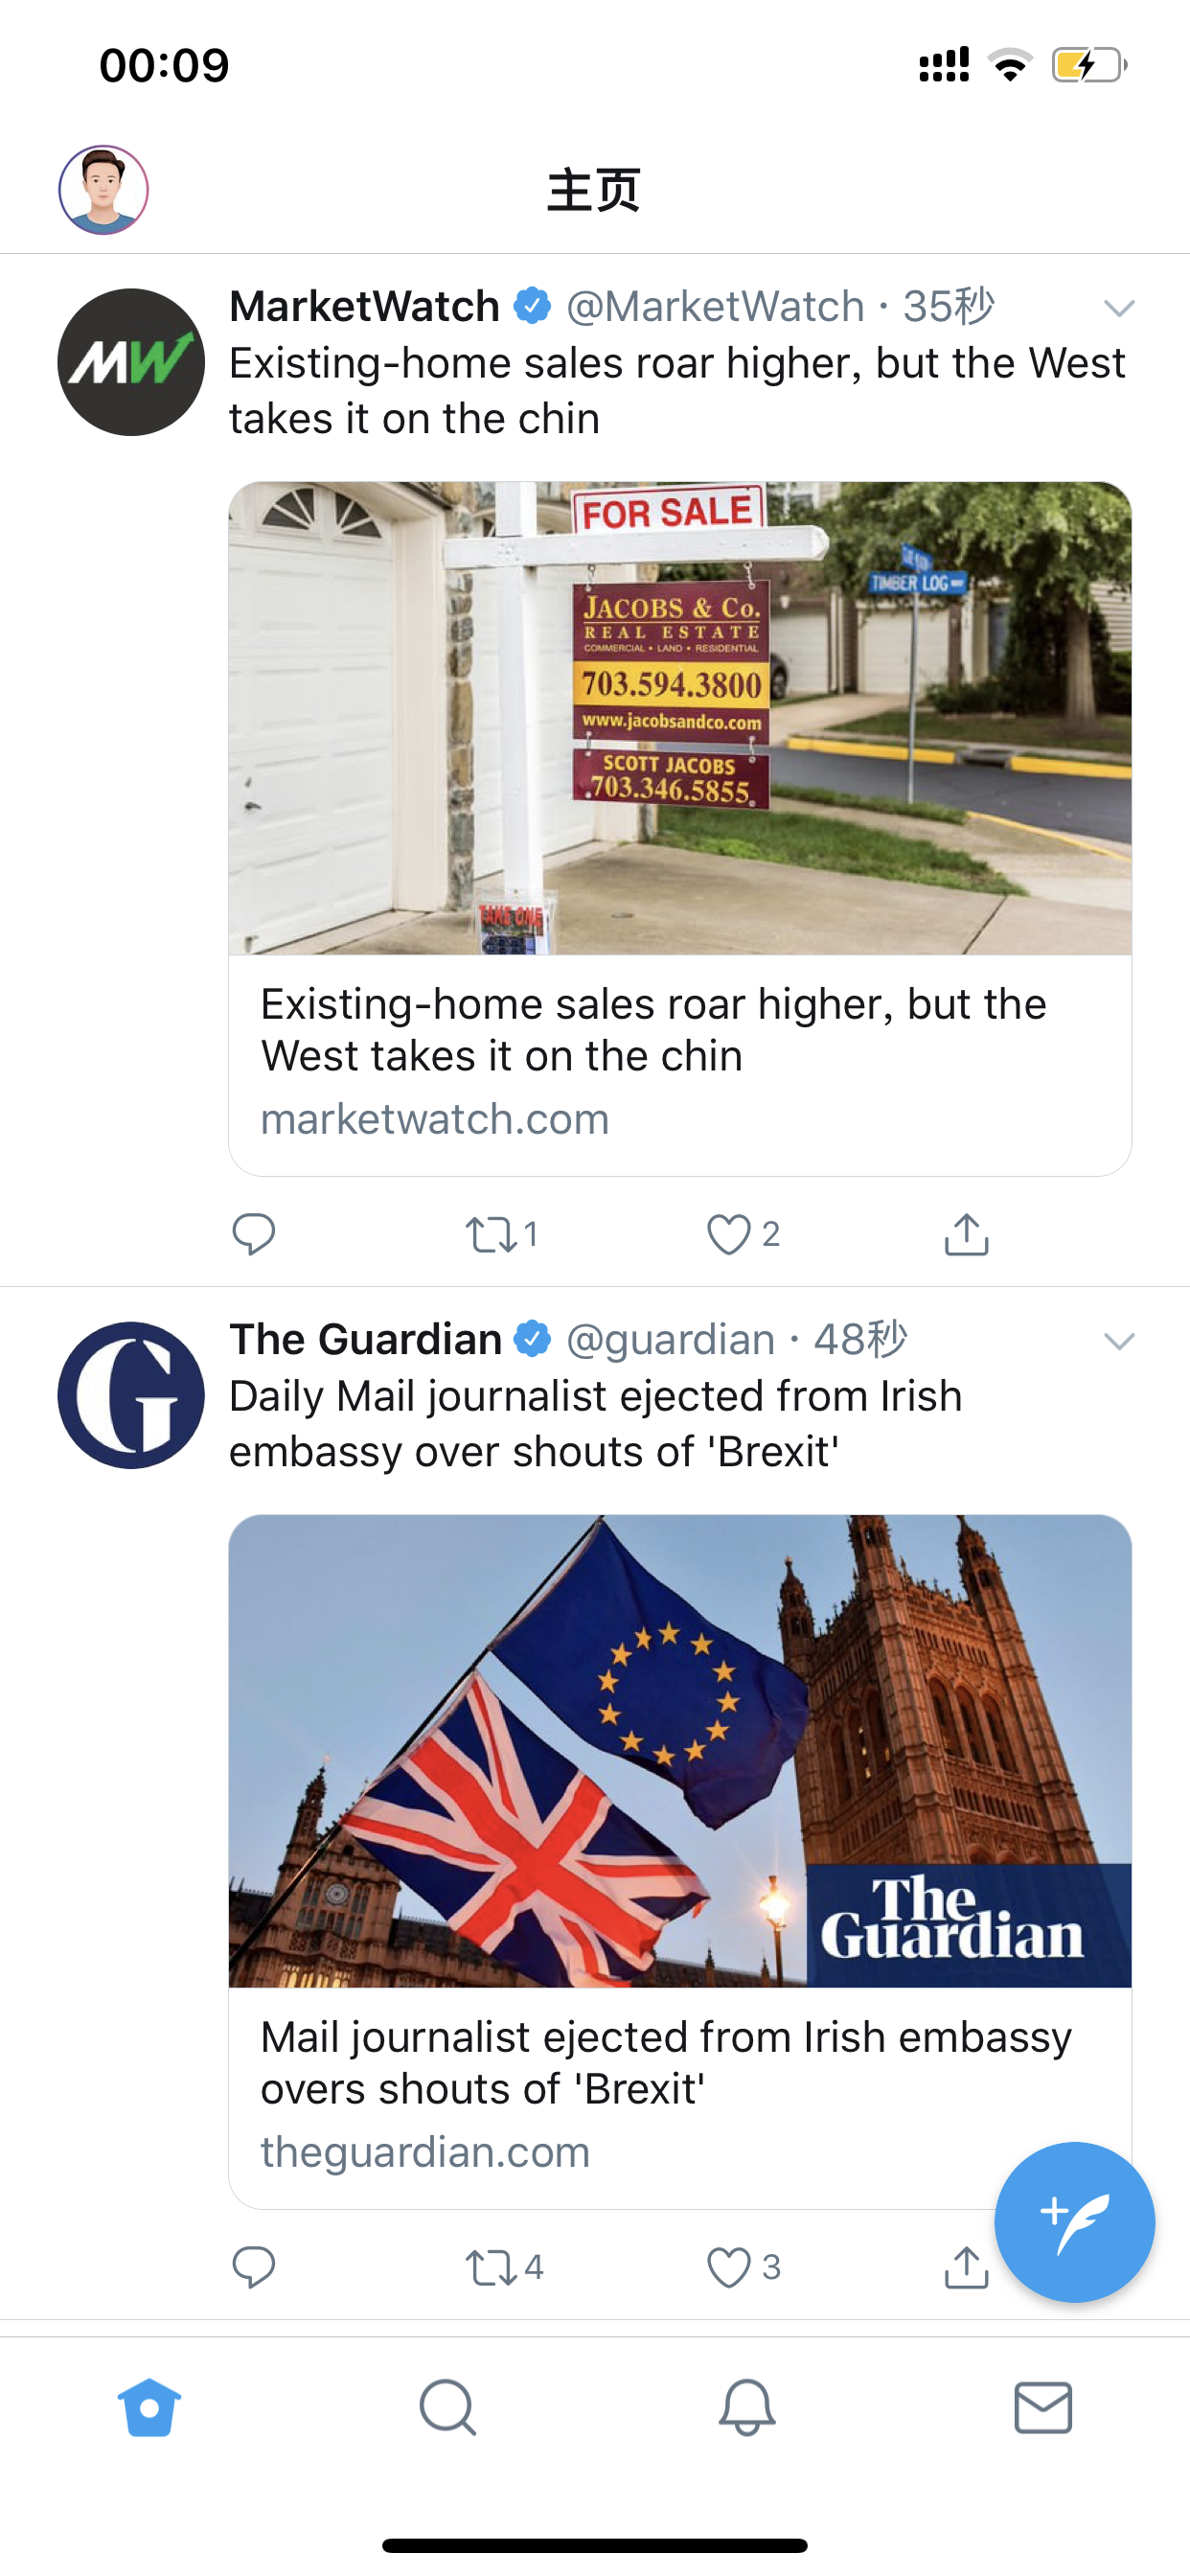 00:09
主页
MarketWatch @MarketWatch · 35秒
Existing-home sales roar higher, but the West
takes it on the chin
MW
FOR SALE
JACOBS & Co.
REAL ESTATE
COMMERCIAL • LAND • RESIDENTIAL
703.594.3800
www.jacobsandco.com
SCOTT JACOBS
703.346.5855
TIMBER LOG
TAKE ONE
Existing-home sales roar higher, but the
West takes it on the chin
marketwatch.com
1
2
The Guardian @guardian · 48秒
Daily Mail journalist ejected from Irish
embassy over shouts of 'Brexit'
G
The
Guardian
Mail journalist ejected from Irish embassy
overs shouts of 'Brexit'
theguardian.com
4
3